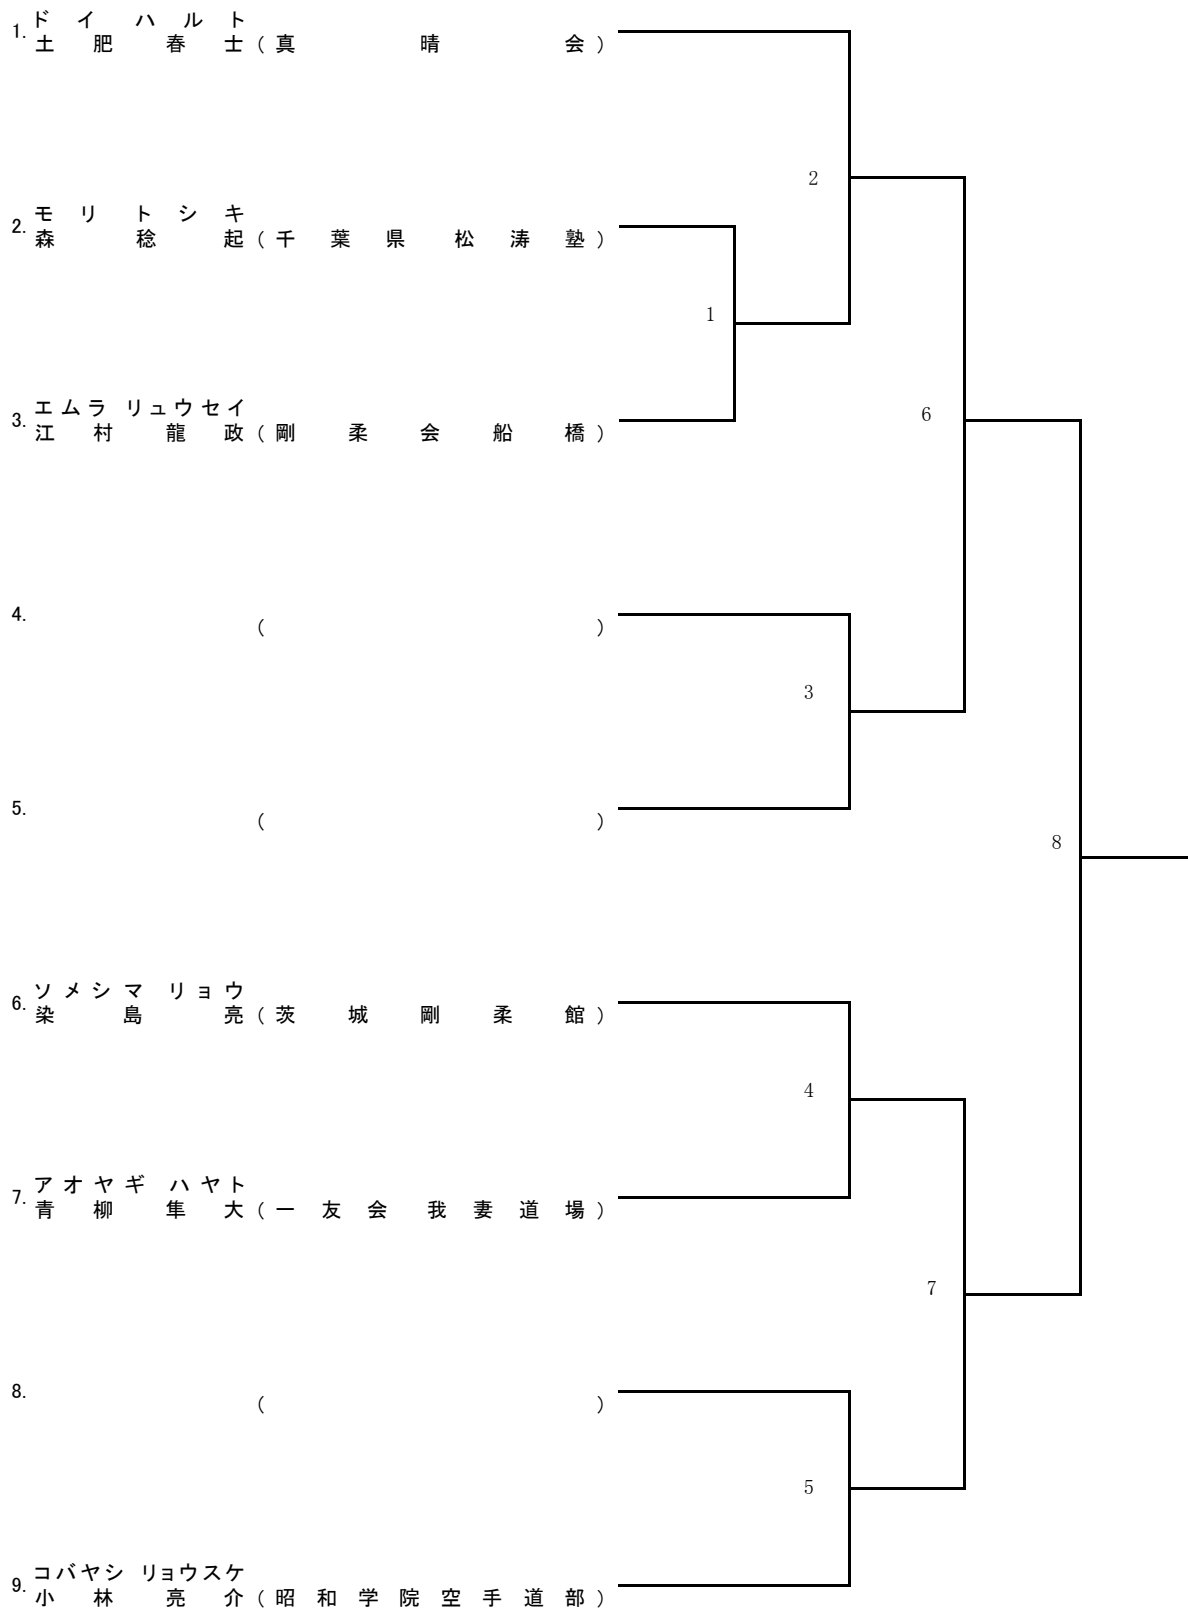 ドイ ハルト
1. 土肥 春士 (真晴会)
2
モリ トシキ
2. 森 稔起 (千葉県 松涛塾)
1
エムラ リュウセイ
3. 江村 龍政 (剛柔会船橋)
6
4. ( )
3
5. ( )
8
ソメシマ リョウ
6. 染島 亮 (茨城剛柔館)
4
アオヤギ ハヤト
7. 青柳 隼大 (一友会 我妻道場)
7
8. ( )
5
コバヤシ リョウスケ
9. 小林 亮介 (昭和学院空手道部)